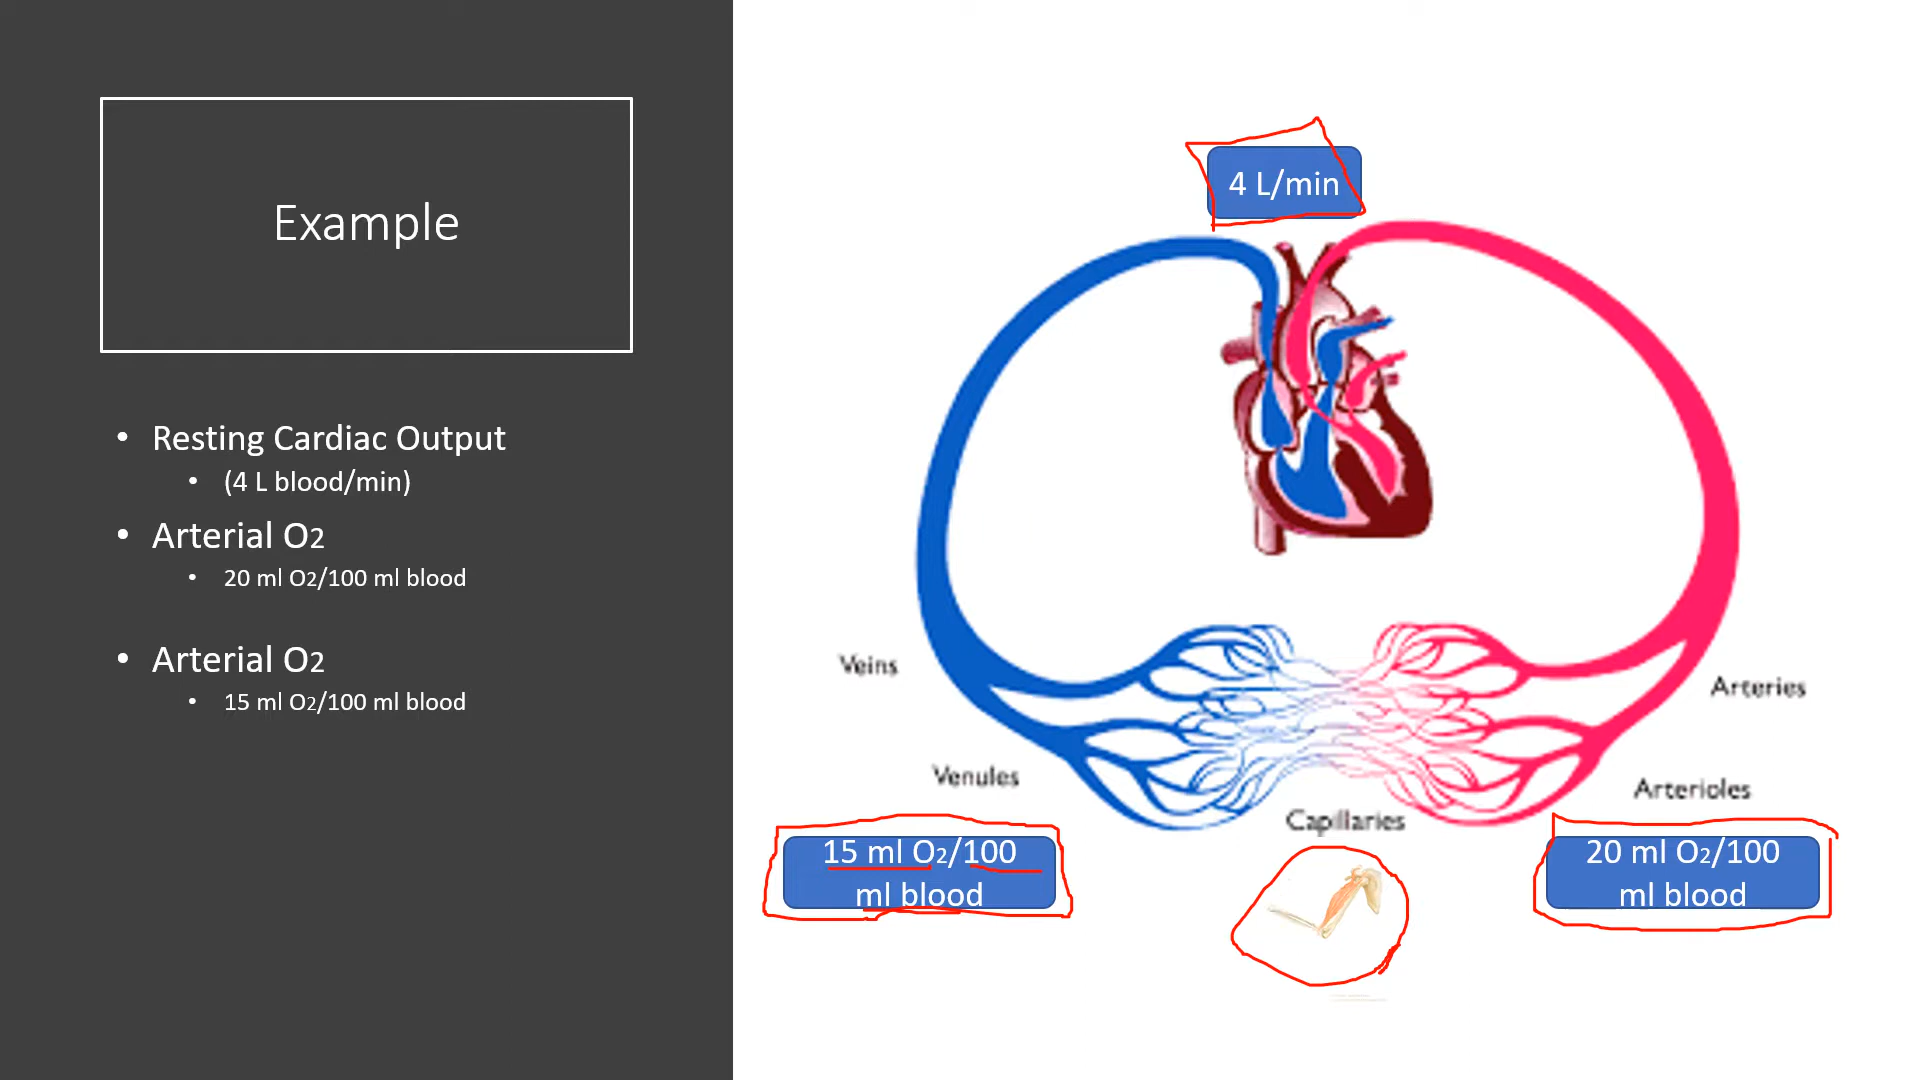 Example
• Resting Cardiac Output
• (4 L blood/min)
• Arterial O2
• 20 ml O2/100 ml blood
• Arterial O2
• 15 ml O2/100 ml blood
4 L/min
Veins
Arteries
Venules
Arterioles
Capillaries
15 ml O2/100
ml blood
20 ml O2/100
ml blood